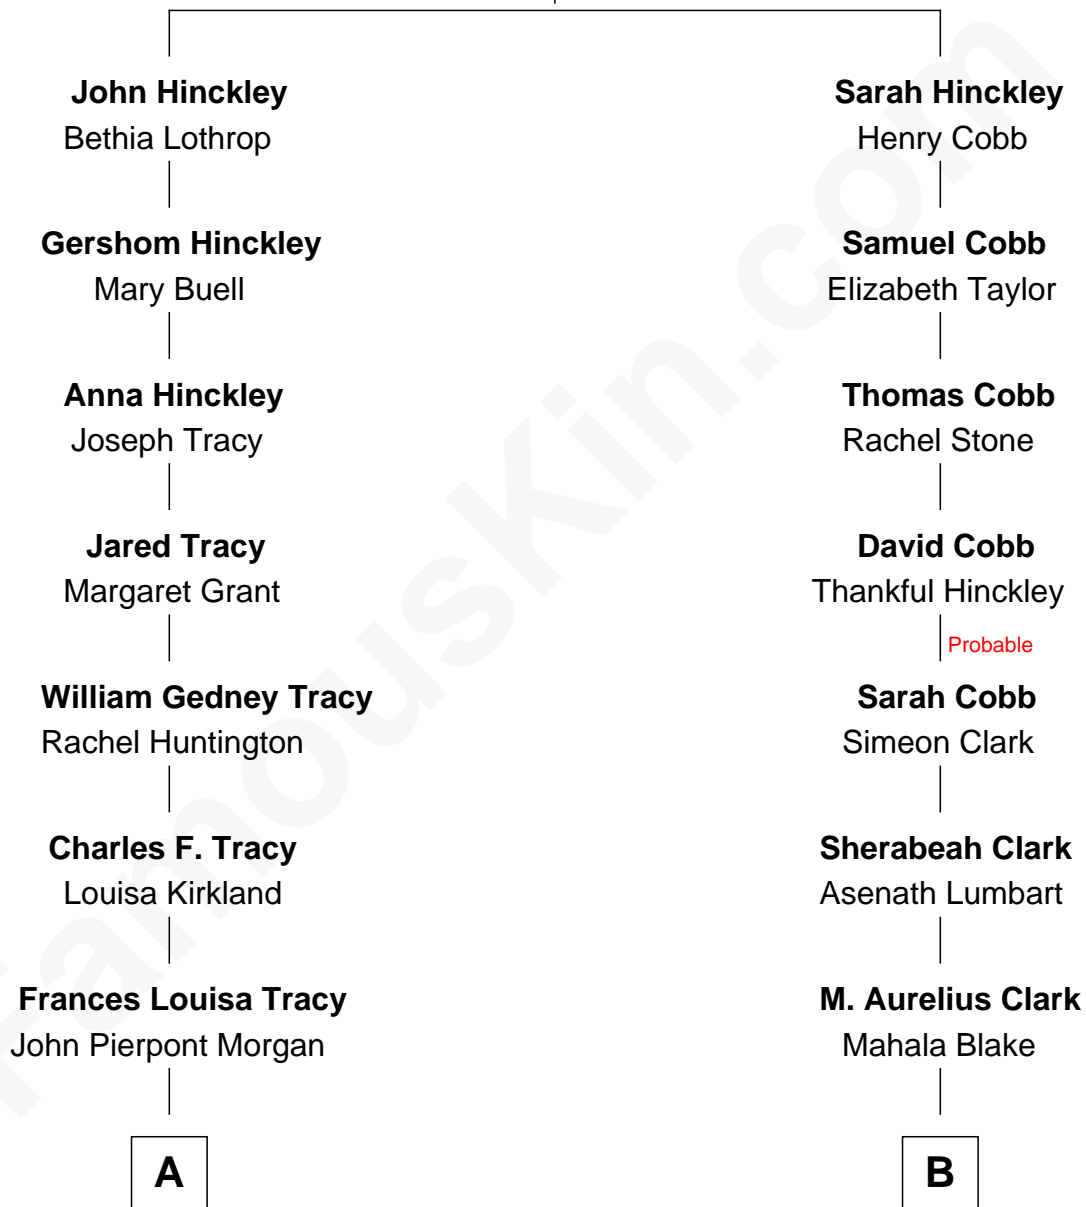 John Hinckley
Bethia Lothrop
Gershom Hinckley
Mary Buell
Anna Hinckley
Joseph Tracy
Jared Tracy
Margaret Grant
William Gedney Tracy
Rachel Huntington
Charles F. Tracy
Louisa Kirkland
Frances Louisa Tracy
John Pierpont Morgan
A
Sarah Hinckley
Henry Cobb
Samuel Cobb
Elizabeth Taylor
Thomas Cobb
Rachel Stone
David Cobb
Thankful Hinckley
Probable
Sarah Cobb
Simeon Clark
Sherabeah Clark
Asenath Lumbart
M. Aurelius Clark
Mahala Blake
B
FamousKin.com